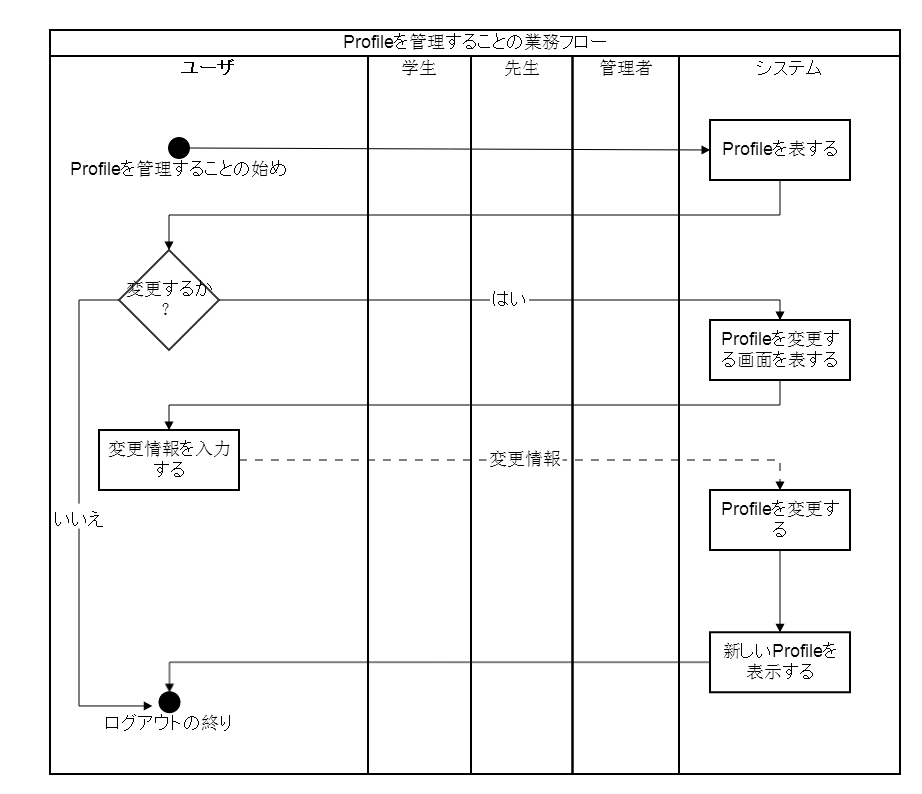 Profileを管理することの業務フロー
ユーザ
学生
先生
管理者
システム
Profileを表する
Profileを管理することの始め
変更するか
?
はい
Profileを変更す
る画面を表する
変更情報を入力
する
変更情報
Profileを変更す
る
いいえ
新しいProfileを
表示する
ログアウトの終り